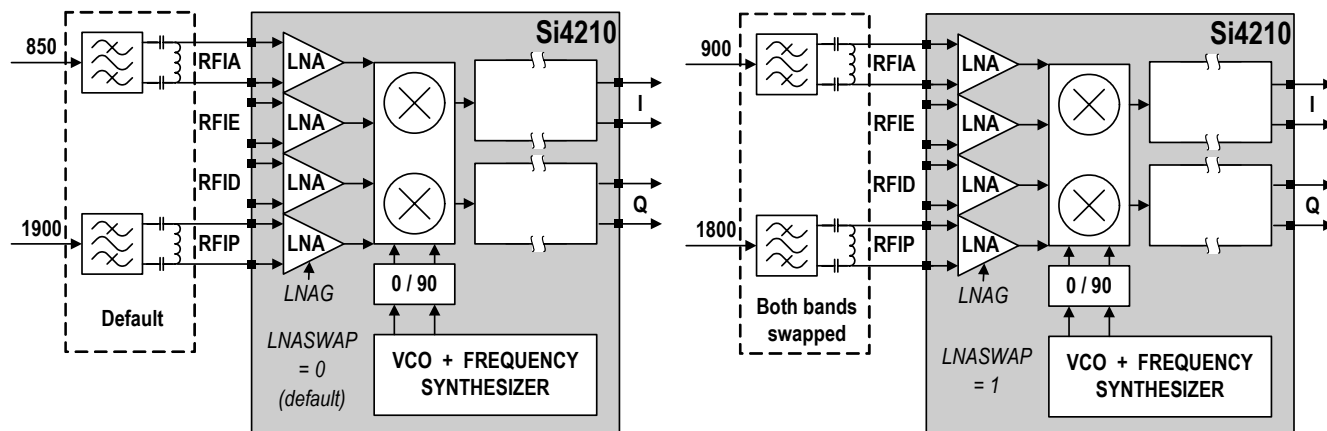 Si4210
850
RFIA
LNA
RFIE
LNA
I
RFID
LNA
Q
1900
RFIP
LNA
LNAG
0 / 90
Default
LNASWAP
= 0
(default)
VCO + FREQUENCY
SYNTHESIZER
Si4210
900
RFIA
LNA
RFIE
LNA
I
RFID
LNA
Q
1800
RFIP
LNA
LNAG
0 / 90
Both bands
swapped
LNASWAP
= 1
VCO + FREQUENCY
SYNTHESIZER